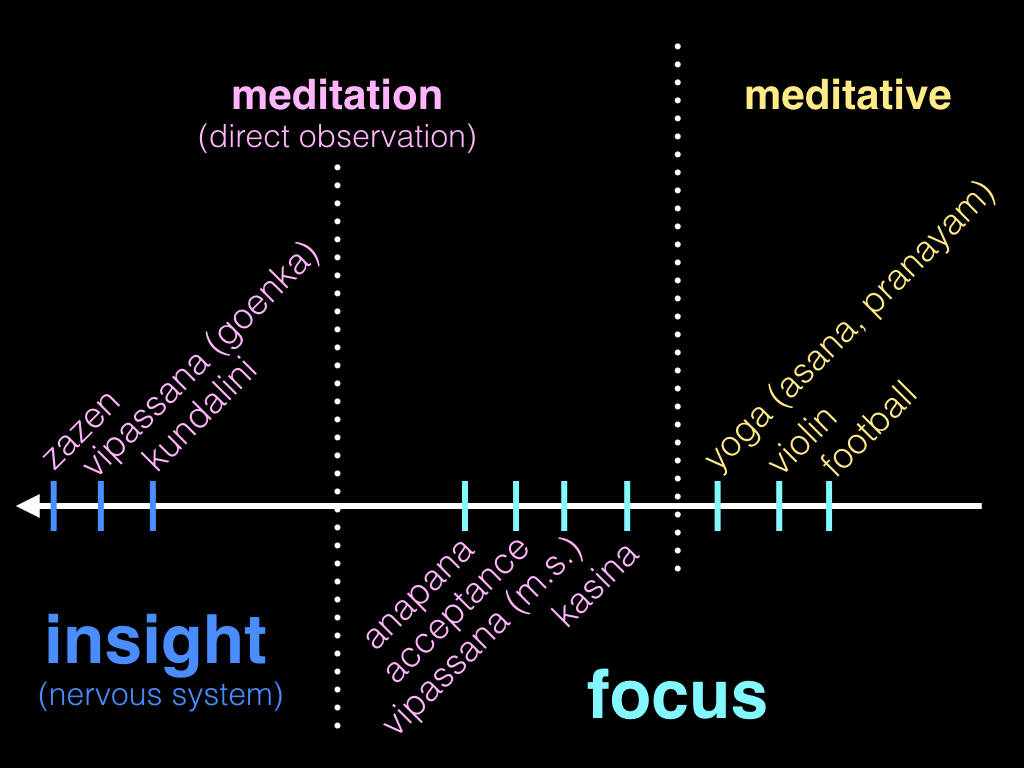 meditation
(direct observation)
meditative
zazen
vipassana (goenka)
kundalini
yoga (asana, pranayam)
violin
football
anapana
acceptance
vipassana (m.s.)
kasina
insight
(nervous system)
focus